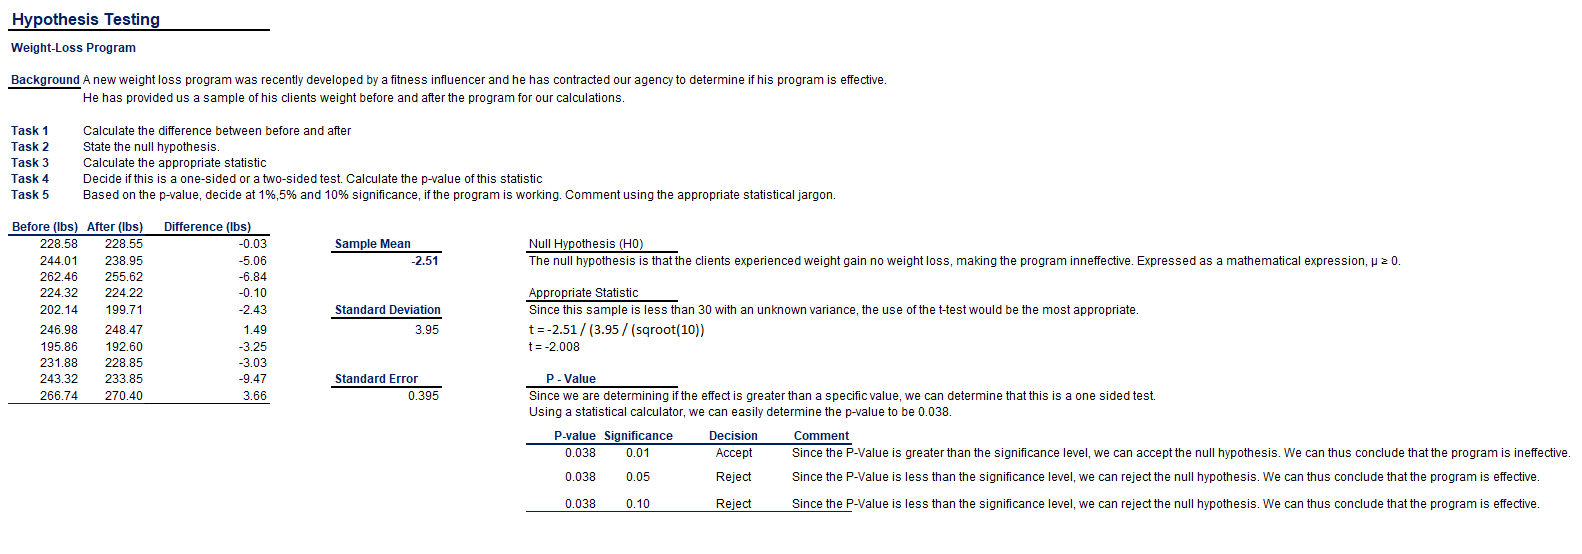 Hypothesis Testing
Weight-Loss Program
Background A new weight loss program was recently developed by a fitness influencer and he has contracted our agency to determine if his program is effective.
He has provided us a sample of his clients weight before and after the program for our calculations.
Task 1 Calculate the difference between before and after
Task 2 State the null hypothesis.
Task 3 Calculate the appropriate statistic
Task 4 Decide if this is a one-sided or a two-sided test. Calculate the p-value of this statistic
Task 5 Based on the p-value, decide at 1%,5% and 10% significance, if the program is working. Comment using the appropriate statistical jargon.
Before (lbs) After (lbs) Difference (lbs)
228.58 228.55 -0.03
244.01 238.95 -5.06
262.46 255.62 -6.84
224.32 224.22 -0.10
202.14 199.71 -2.43
246.98 248.47 1.49
195.86 192.60 -3.25
231.88 228.85 -3.03
243.32 233.85 -9.47
266.74 270.40 3.66
Sample Mean
-2.51
Standard Deviation
3.95
Standard Error
0.395
Null Hypothesis (H0)
The null hypothesis is that the clients experienced weight gain no weight loss, making the program inneffective. Expressed as a mathematical expression, μ ≥ 0.
Appropriate Statistic
Since this sample is less than 30 with an unknown variance, the use of the t-test would be the most appropriate.
t = -2.51 / (3.95 / (sqroot(10))
t = -2.008
P - Value
Since we are determining if the effect is greater than a specific value, we can determine that this is a one sided test.
Using a statistical calculator, we can easily determine the p-value to be 0.038.
P-value Significance Decision Comment
0.038 0.01 Accept Since the P-Value is greater than the significance level, we can accept the null hypothesis. We can thus conclude that the program is ineffective.
0.038 0.05 Reject Since the P-Value is less than the significance level, we can reject the null hypothesis. We can thus conclude that the program is effective.
0.038 0.10 Reject Since the P-Value is less than the significance level, we can reject the null hypothesis. We can thus conclude that the program is effective.